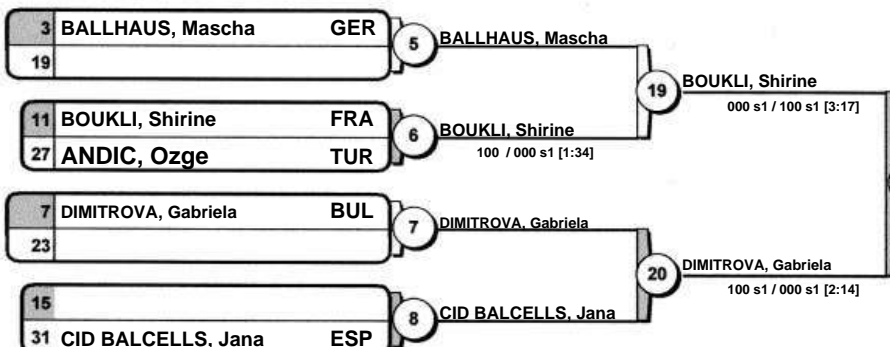 3 BALLHAUS, Mascha GER
19
5
BALLHAUS, Mascha
11 BOUKLI, Shirine FRA
27 ANDIC, Ozge TUR
6
BOUKLI, Shirine
100 / 000 s1 [1:34]
19
BOUKLI, Shirine
000 s1 / 100 s1 [3:17]
7 DIMITROVA, Gabriela BUL
23
7
DIMITROVA, Gabriela
15
31 CID BALCELLS, Jana ESP
8
CID BALCELLS, Jana
20
DIMITROVA, Gabriela
100 s1 / 000 s1 [2:14]